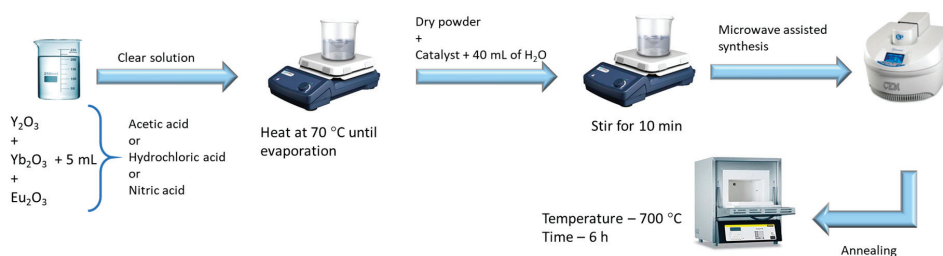 Clear solution
Dry powder
+
Catalyst + 40 mL of H₂O
Microwave assisted
synthesis
CEM
Y₂O₃
+
Yb₂O₃ + 5 mL
+
Eu₂O₃
Acetic acid
or
Hydrochloric acid
or
Nitric acid
Heat at 70 °C until
evaporation
Stir for 10 min
Temperature – 700 °C
Time – 6 h
Annealing